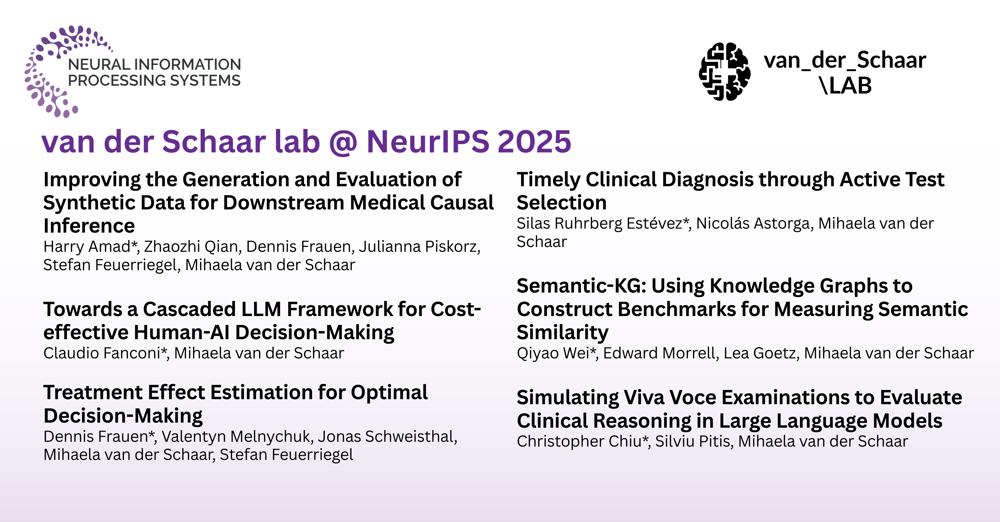 NEURAL INFORMATION
PROCESSING SYSTEMS
van_der_Schaar
\LAB
van der Schaar lab @ NeurIPS 2025
Improving the Generation and Evaluation of
Synthetic Data for Downstream Medical Causal
Inference
Harry Amad*, Zhaozhi Qian, Dennis Frauen, Julianna Piskorz,
Stefan Feuerriegel, Mihaela van der Schaar
Towards a Cascaded LLM Framework for Cost-
effective Human-AI Decision-Making
Claudio Fanconi*, Mihaela van der Schaar
Treatment Effect Estimation for Optimal
Decision-Making
Dennis Frauen*, Valentyn Melnychuk, Jonas Schweisthal,
Mihaela van der Schaar, Stefan Feuerriegel
Timely Clinical Diagnosis through Active Test
Selection
Silas Ruhrberg Estévez*, Nicolás Astorga, Mihaela van der
Schaar
Semantic-KG: Using Knowledge Graphs to
Construct Benchmarks for Measuring Semantic
Similarity
Qiyao Wei*, Edward Morrell, Lea Goetz, Mihaela van der Schaar
Simulating Viva Voce Examinations to Evaluate
Clinical Reasoning in Large Language Models
Christopher Chiu*, Silviu Pitis, Mihaela van der Schaar